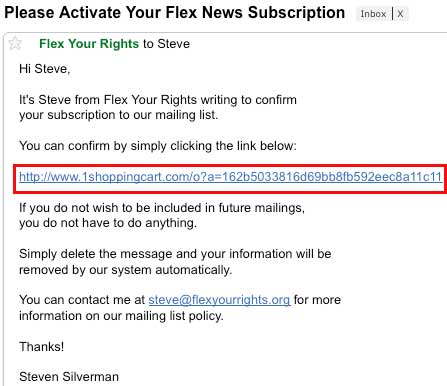 Please Activate Your Flex News Subscription Inbox | X
Flex Your Rights to Steve
Hi Steve,
It's Steve from Flex Your Rights writing to confirm
your subscription to our mailing list.
You can confirm by simply clicking the link below:
http://www.1shoppingcart.com/o?a=162b5033816d69bb8fb592eec8a11c11
If you do not wish to be included in future mailings,
you do not have to do anything.
Simply delete the message and your information will be
removed by our system automatically.
You can contact me at steve@flexyourrights.org for more
information on our mailing list policy.
Thanks!
Steven Silverman